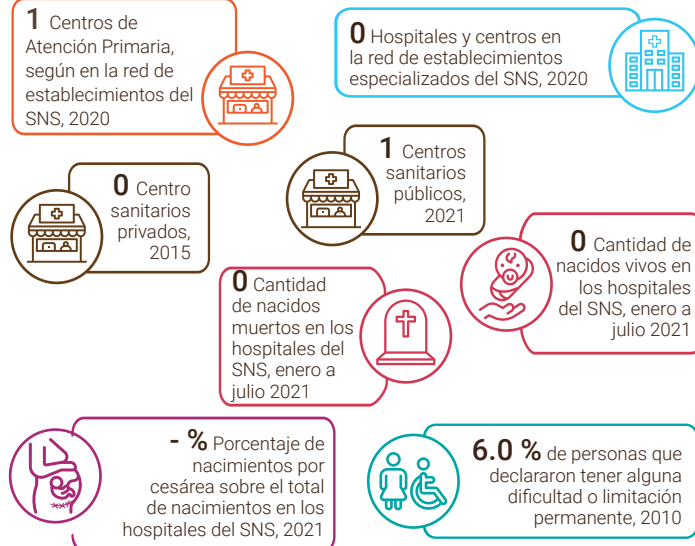 1 Centros de
Atención Primaria,
según en la red de
establecimientos del
SNS, 2020
0 Hospitales y centros en
la red de establecimientos
especializados del SNS, 2020
0 Centro
sanitarios
privados,
2015
1 Centros
sanitarios
públicos,
2021
0 Cantidad
de nacidos
muertos en los
hospitales del
SNS, enero a
julio 2021
0 Cantidad de
nacidos vivos en
los hospitales
del SNS, enero a
julio 2021
- % Porcentaje de
nacimientos por
cesárea sobre el total
de nacimientos en los
hospitales del SNS, 2021
6.0 % de personas que
declararon tener alguna
dificultad o limitación
permanente, 2010